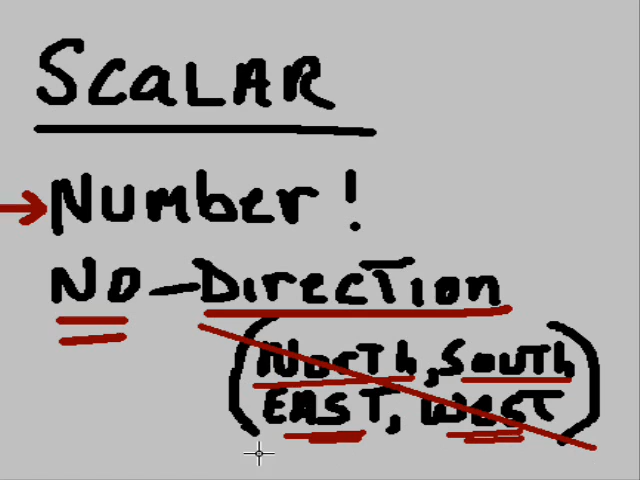 SCALAR
Number!
NO-Direction
(North, South
EAST, West)